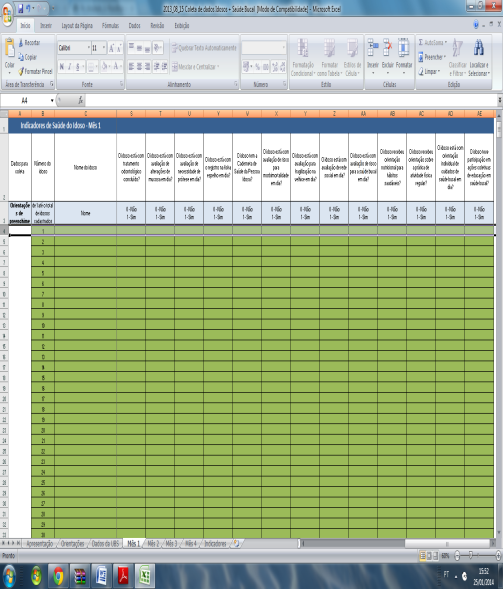 2013_08_15 Coleta de dados Idosos + Saude Bucal [Modo de Compatibilidade] - Microsoft Excel
Início Inserir Layout da Página Fórmulas Dados Revisão Exibição
Colar
Recortar
Copiar
Formatar Pincel
Área de Transferência
Calibri 11
Fonte
Quebrar Texto Automaticamente
Mesclar e Centralizar
Alinhamento
Número
Formatação Condicional
Formatar como Tabela
Estilos de Célula
Estilo
Inserir Excluir Formatar
Células
AutoSoma
Preencher
Limpar
Classificar e Filtrar
Localizar e Selecionar
Edição
A4
A B C S T U V W X Y Z AA AB AC AD AE
Indicadores de Saúde do Idoso - Mês 1
Dados para coleta
Número do idoso
Nome do Idoso
O idoso está com tratamento odontológico concluído?
O idoso está com avaliação de alterações de mucosa em dia?
O idoso está com avaliação de necessidade de prótese em dia?
O idoso está com o registro na ficha espelho em dia?
O idoso tem a Caderneta de Saúde da Pessoa Idosa?
O idoso está com avaliação de risco para morbimortalidade em dia?
O idoso está com avaliação para fragilização na velhice em dia?
O idoso está com avaliação de rede social em dia?
O idoso está com avaliação de risco para a saúde bucal em dia?
O idoso recebeu orientação nutricional para hábitos saudáveis?
O idoso recebeu orientação sobre a prática de atividade física regular?
O idoso está com orientação individual de cuidados de saúde bucal em dia?
O idoso teve participação em ações coletivas de educação em saúde bucal?
Orientações de preenchime
de 1 até o total de idosos cadastrados
Nome
0 - Não 1 - Sim
0 - Não 1 - Sim
0 - Não 1 - Sim
0 - Não 1 - Sim
0 - Não 1 - Sim
0 - Não 1 - Sim
0 - Não 1 - Sim
0 - Não 1 - Sim
0 - Não 1 - Sim
0 - Não 1 - Sim
0 - Não 1 - Sim
0 - Não 1 - Sim
0 - Não 1 - Sim
4 1
5 2
6 3
7 4
8 5
9 6
10 7
11 8
12 9
13 10
14 11
15 12
16 13
17 14
18 15
19 16
20 17
21 18
22 19
23 20
24 21
25 22
26 23
27 24
28 25
29 26
30 27
31 28
32 29
33 30
Apresentação Orientações Dados da UBS Mês 1 Mês 2 Mês 3 Mês 4 Indicadores
Pronto
60%
PT
15:52
25/01/2014